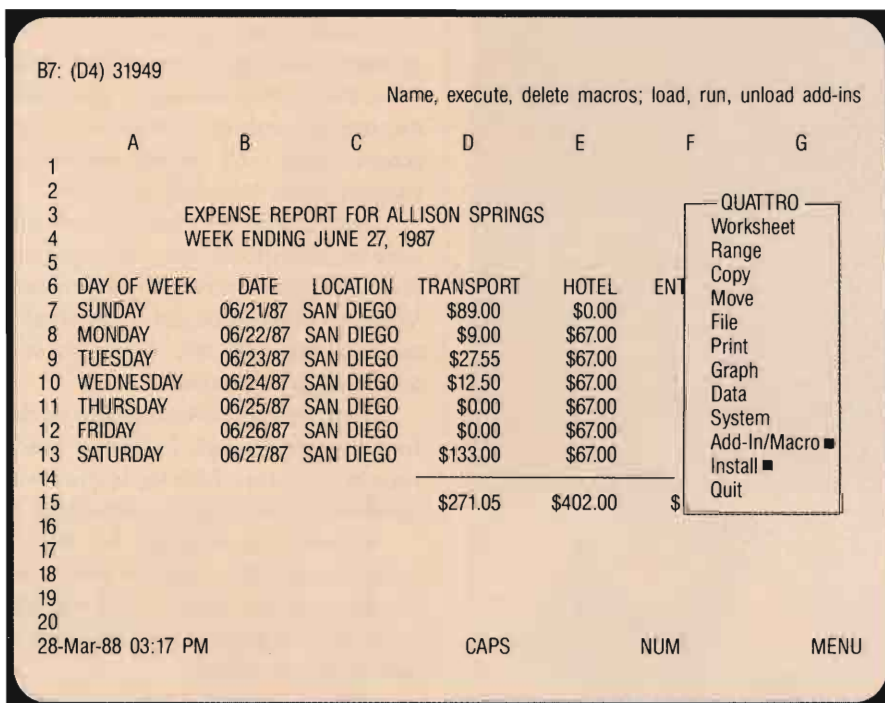 B7: (D4) 31949
Name, execute, delete macros; load, run, unload add-ins
A B C D E F G
1
2
3 EXPENSE REPORT FOR ALLISON SPRINGS
4 WEEK ENDING JUNE 27, 1987
5
6 DAY OF WEEK DATE LOCATION TRANSPORT HOTEL ENT
7 SUNDAY 06/21/87 SAN DIEGO $89.00 $0.00
8 MONDAY 06/22/87 SAN DIEGO $9.00 $67.00
9 TUESDAY 06/23/87 SAN DIEGO $27.55 $67.00
10 WEDNESDAY 06/24/87 SAN DIEGO $12.50 $67.00
11 THURSDAY 06/25/87 SAN DIEGO $0.00 $67.00
12 FRIDAY 06/26/87 SAN DIEGO $0.00 $67.00
13 SATURDAY 06/27/87 SAN DIEGO $133.00 $67.00
14
15 $271.05 $402.00 $
16
17
18
19
20
QUATTRO
Worksheet
Range
Copy
Move
File
Print
Graph
Data
System
Add-In/Macro ■
Install ■
Quit
28-Mar-88 03:17 PM CAPS NUM MENU